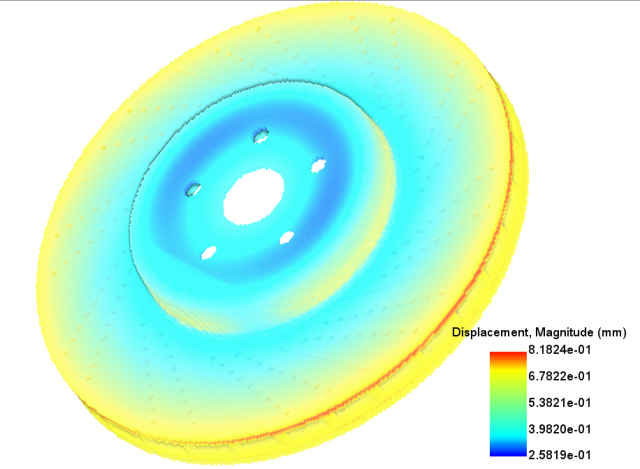 Displacement, Magnitude (mm)
8.1824e-01
6.7822e-01
5.3821e-01
3.9820e-01
2.5819e-01